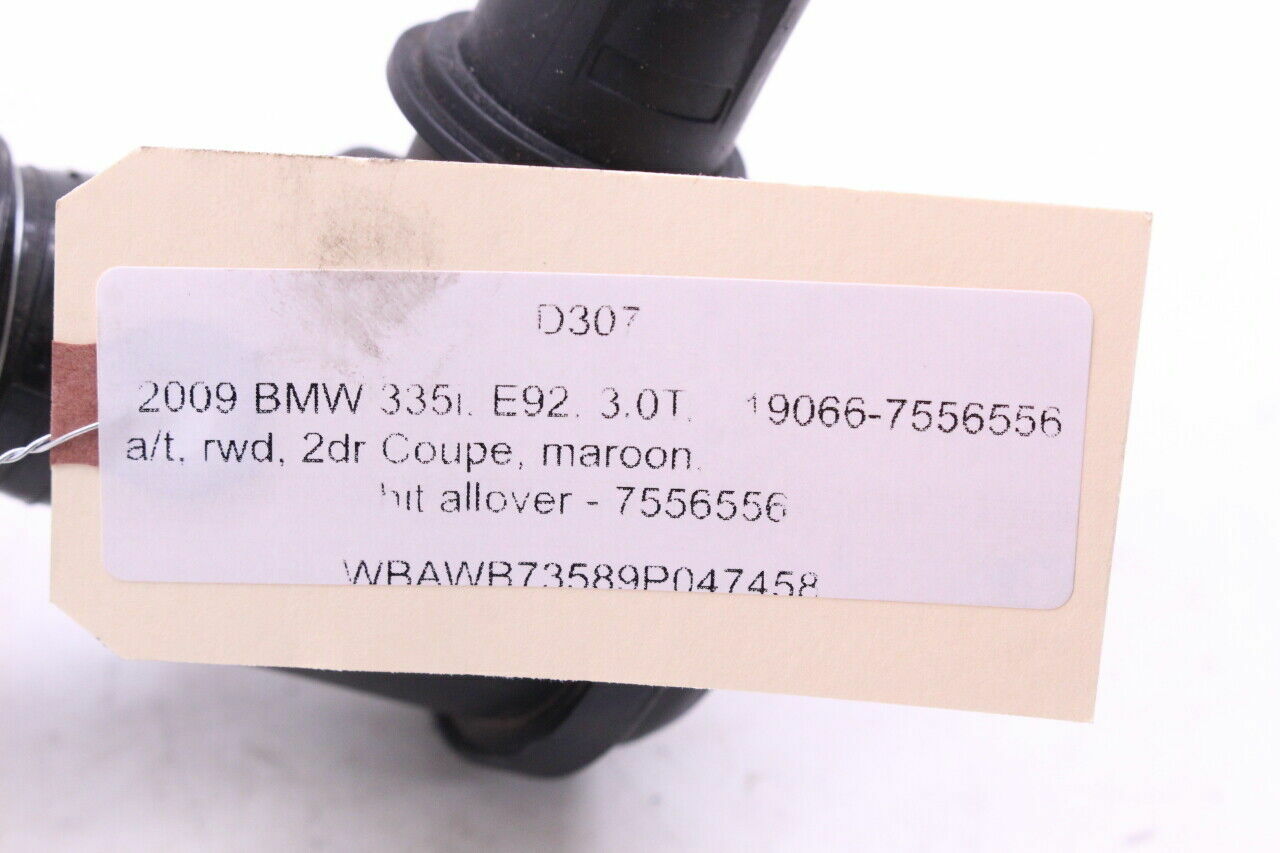 D307
2009 BMW 335i. E92. 3.0T. 19066-7556556
a/t, rwd, 2dr Coupe, maroon.
hit allover - 7556556
WBAWB73589P047458